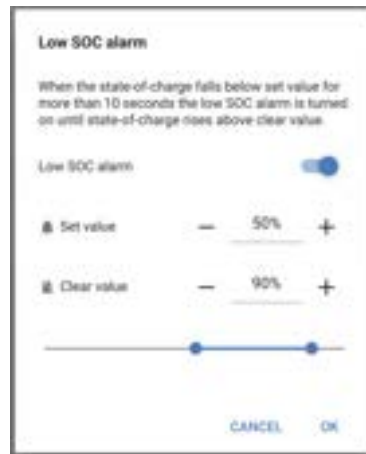 Low SOC alarm
When the state-of-charge falls below set value for
more than 10 seconds the low SOC alarm is turned
on until state-of-charge rises above clear value.
Low SOC alarm
Set value — 50% +
Clear value — 90% +
CANCEL OK